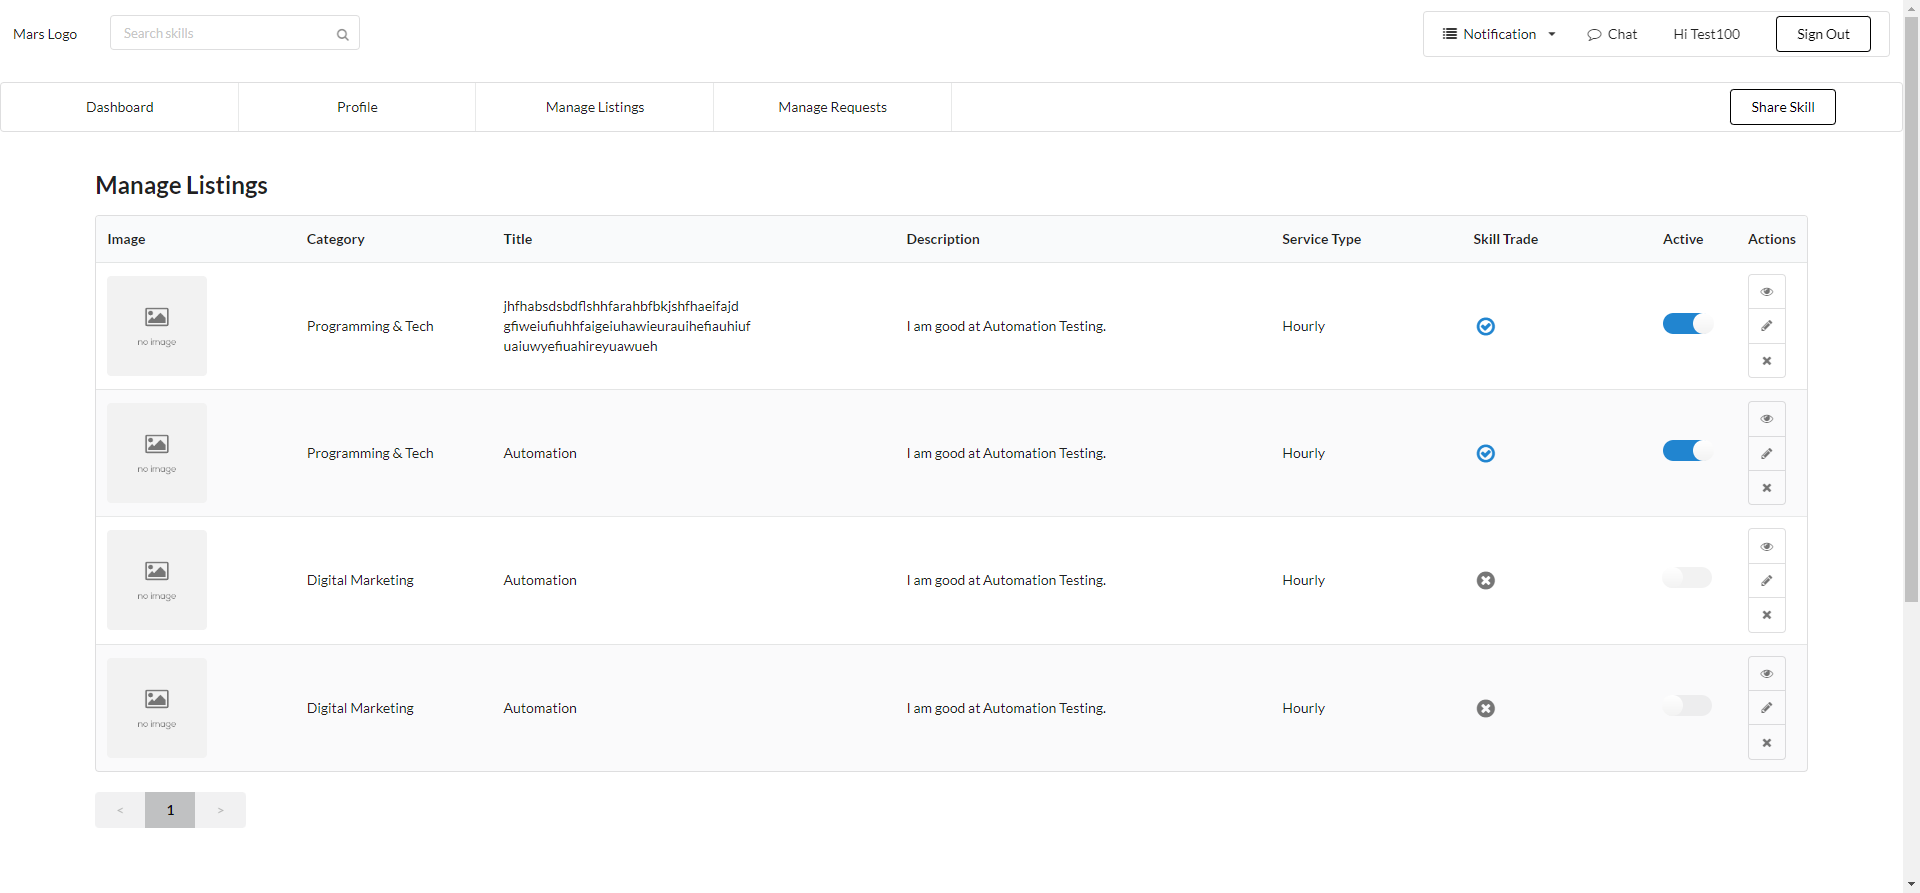 Mars Logo
Search skills
Notification
Chat
Hi Test100
Sign Out
Dashboard
Profile
Manage Listings
Manage Requests
Share Skill
Manage Listings
Image Category Title Description Service Type Skill Trade Active Actions
no image
Programming & Tech
jhfhabsdsbdflshhfarahbfbkjshfhaeifajd
gfiweiufiuhhfaigeiuhawieurauihefiauhiuf
uaiuwyefiuahireyuawueh
I am good at Automation Testing.
Hourly
no image
Programming & Tech
Automation
I am good at Automation Testing.
Hourly
no image
Digital Marketing
Automation
I am good at Automation Testing.
Hourly
no image
Digital Marketing
Automation
I am good at Automation Testing.
Hourly
< 1 >